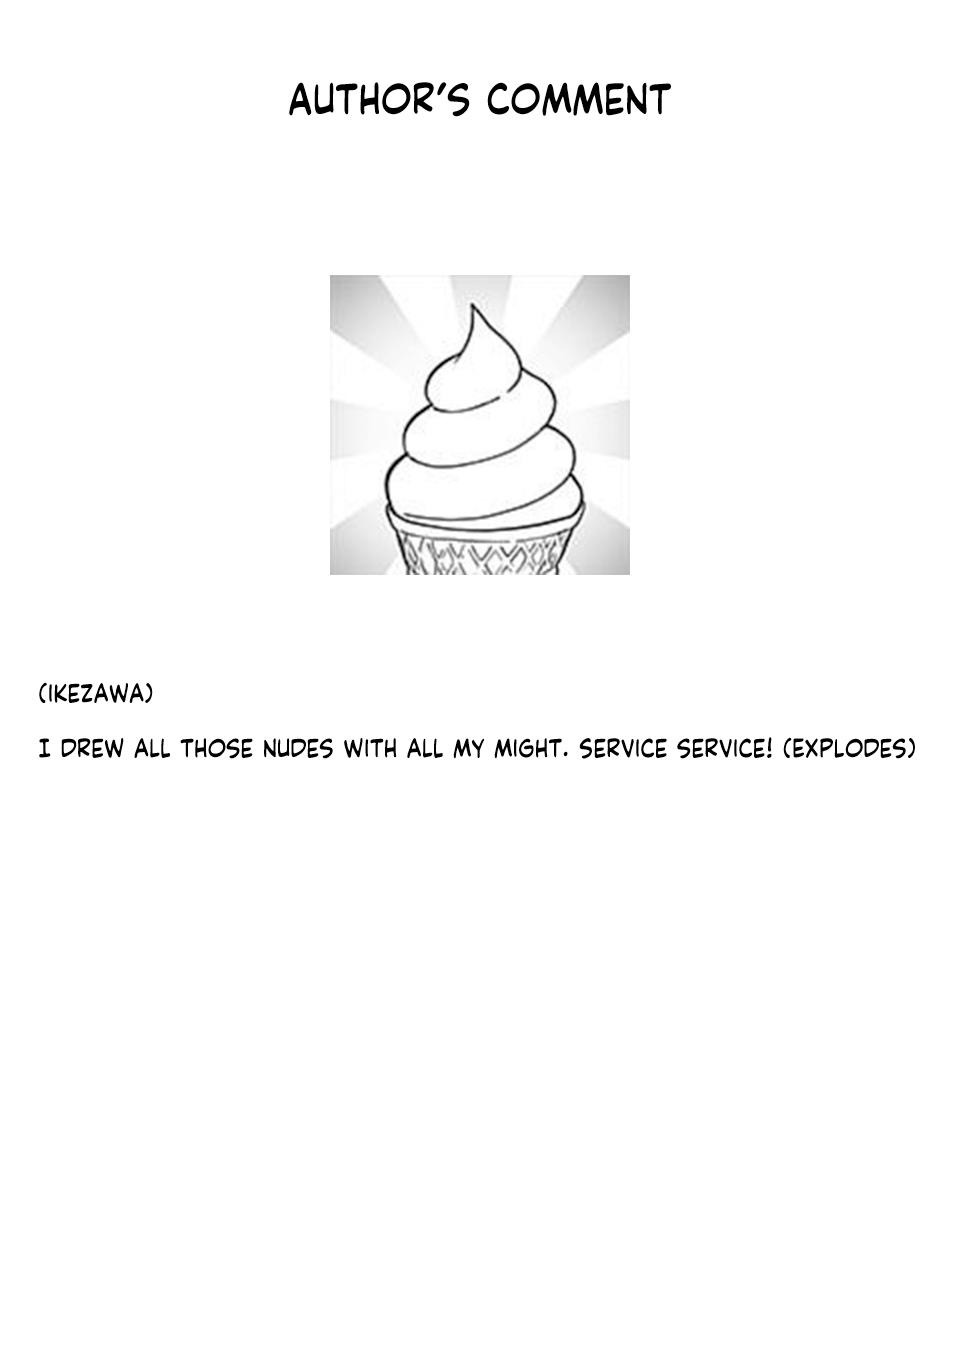 AUTHOR'S COMMENT
(IKEZAWA)
I DREW ALL THOSE NUDES WITH ALL MY MIGHT. SERVICE SERVICE! (EXPLODES)